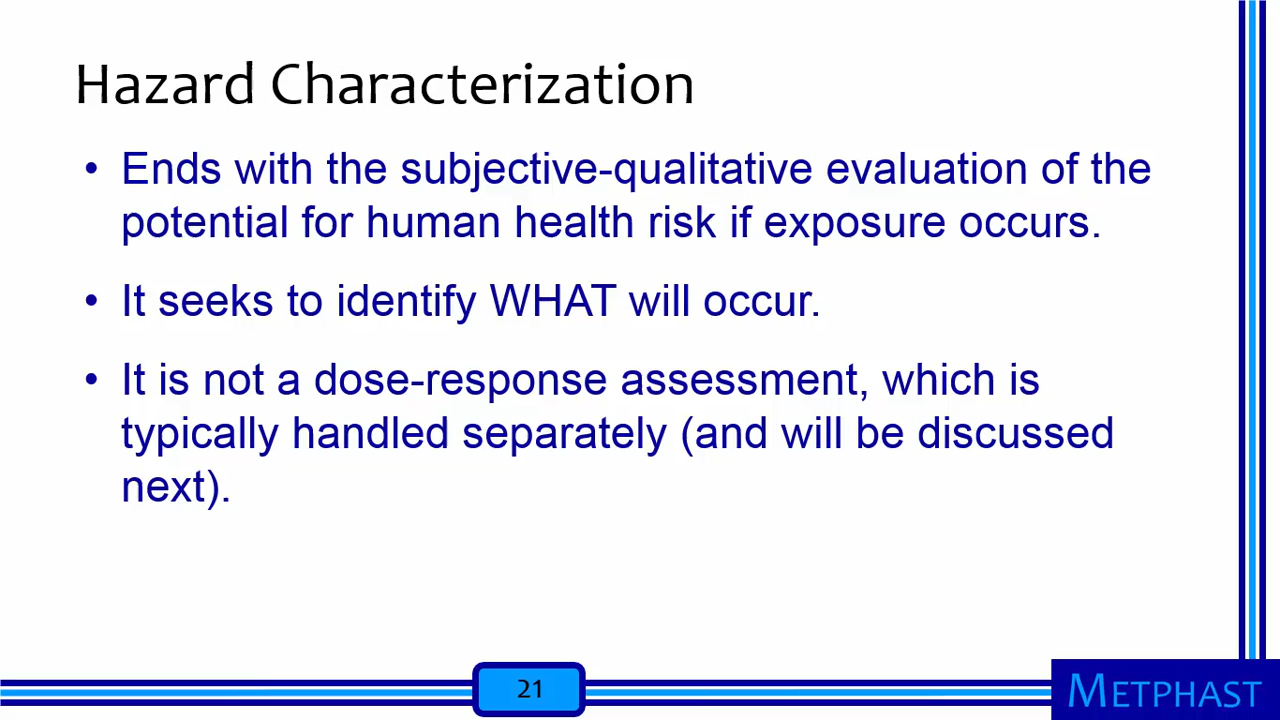 Hazard Characterization
• Ends with the subjective-qualitative evaluation of the
potential for human health risk if exposure occurs.
• It seeks to identify WHAT will occur.
• It is not a dose-response assessment, which is
typically handled separately (and will be discussed
next).
21
METPHAST